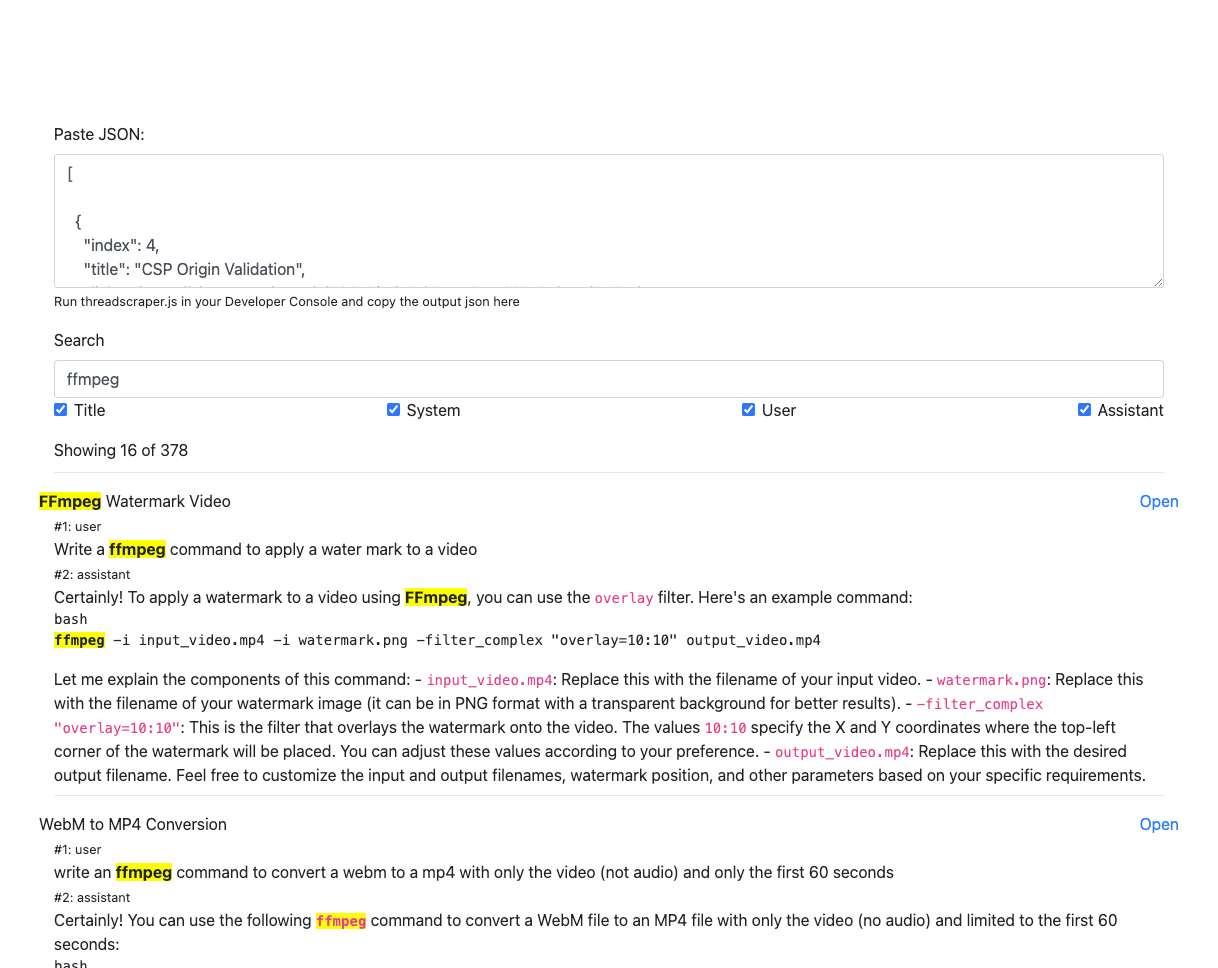 Paste JSON:
[
{
"index": 4,
"title": "CSP Origin Validation",
Run threadscraper.js in your Developer Console and copy the output json here
Search
ffmpeg
Title System User Assistant
Showing 16 of 378
FFmpeg Watermark Video Open
#1: user
Write a ffmpeg command to apply a water mark to a video
#2: assistant
Certainly! To apply a watermark to a video using FFmpeg, you can use the overlay filter. Here's an example command:
bash
ffmpeg -i input_video.mp4 -i watermark.png -filter_complex "overlay=10:10" output_video.mp4
Let me explain the components of this command: - input_video.mp4: Replace this with the filename of your input video. - watermark.png: Replace this
with the filename of your watermark image (it can be in PNG format with a transparent background for better results). - -filter_complex
"overlay=10:10": This is the filter that overlays the watermark onto the video. The values 10:10 specify the X and Y coordinates where the top-left
corner of the watermark will be placed. You can adjust these values according to your preference. - output_video.mp4: Replace this with the desired
output filename. Feel free to customize the input and output filenames, watermark position, and other parameters based on your specific requirements.
WebM to MP4 Conversion Open
#1: user
write an ffmpeg command to convert a webm to a mp4 with only the video (not audio) and only the first 60 seconds
#2: assistant
Certainly! You can use the following ffmpeg command to convert a WebM file to an MP4 file with only the video (no audio) and limited to the first 60
seconds:
bash